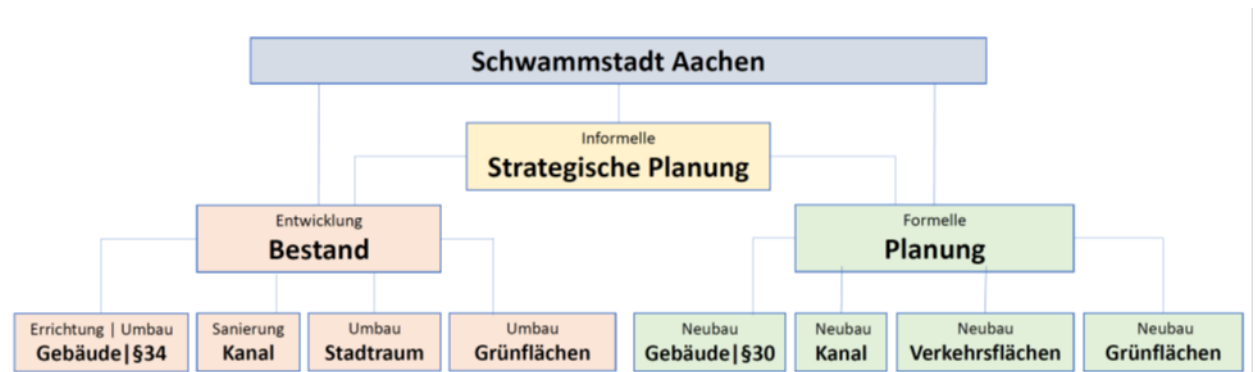 Schwammstadt Aachen
Informelle
Strategische Planung
Entwicklung
Bestand
Formelle
Planung
Errichtung | Umbau
Gebäude|§34
Sanierung
Kanal
Umbau
Stadtraum
Umbau
Grünflächen
Neubau
Gebäude|§30
Neubau
Kanal
Neubau
Verkehrsflächen
Neubau
Grünflächen